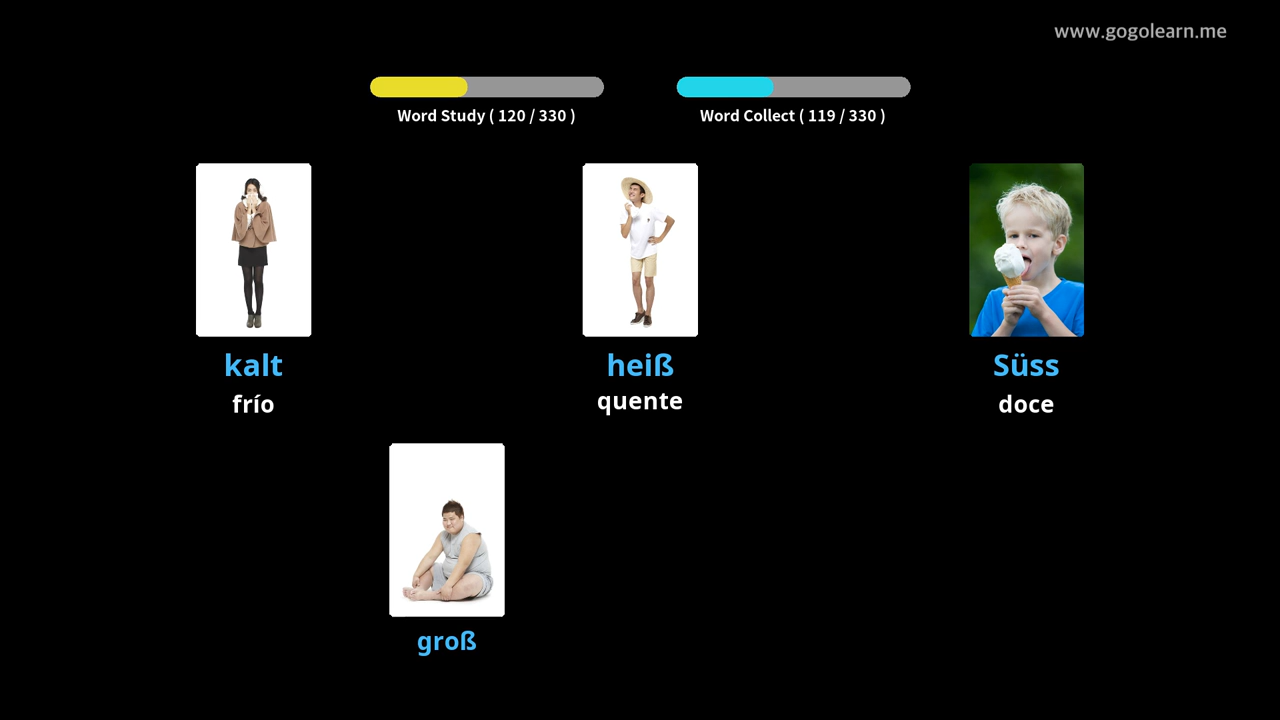 www.gogolearn.me
Word Study ( 120 / 330 )
Word Collect ( 119 / 330 )
kalt
frío
heiß
quente
Süss
doce
groß